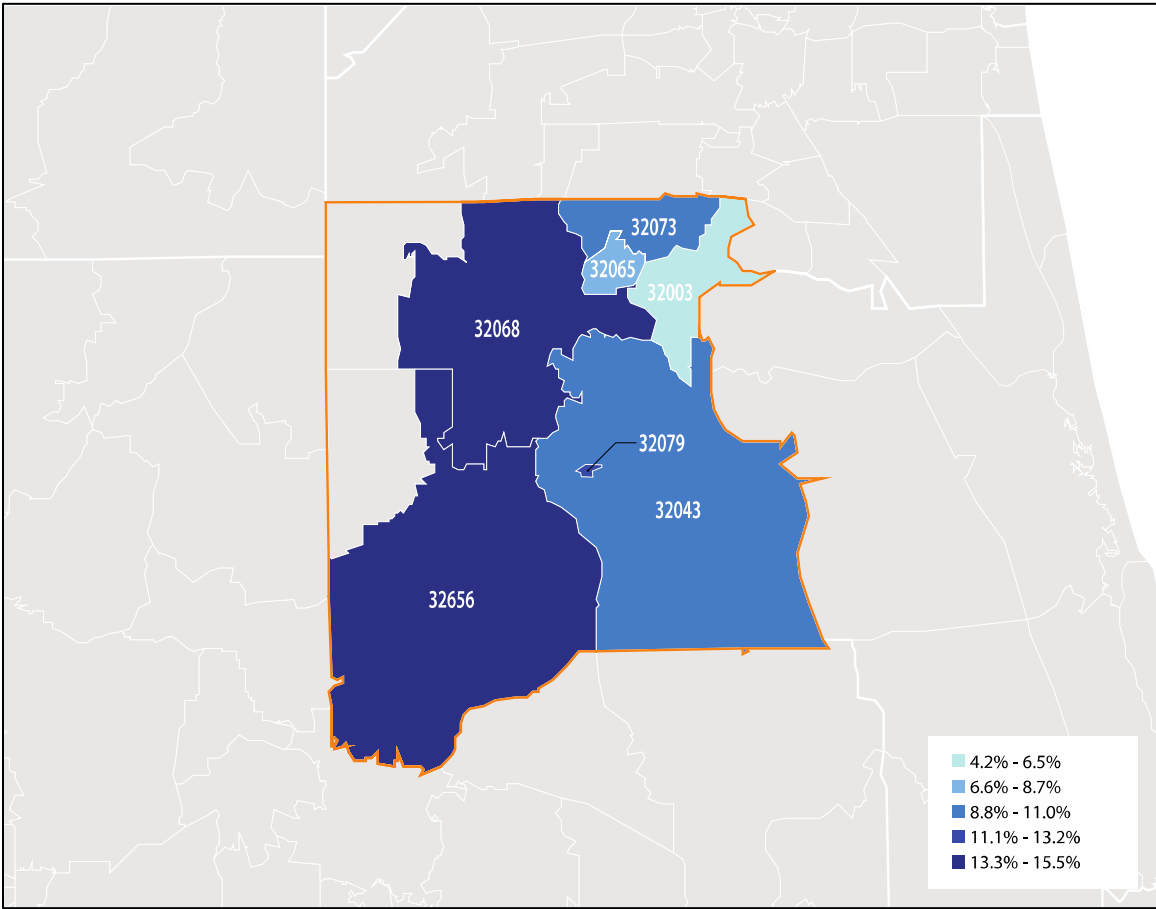 32073
32065
32003
32068
32079
32043
32656
4.2% - 6.5%
6.6% - 8.7%
8.8% - 11.0%
11.1% - 13.2%
13.3% - 15.5%